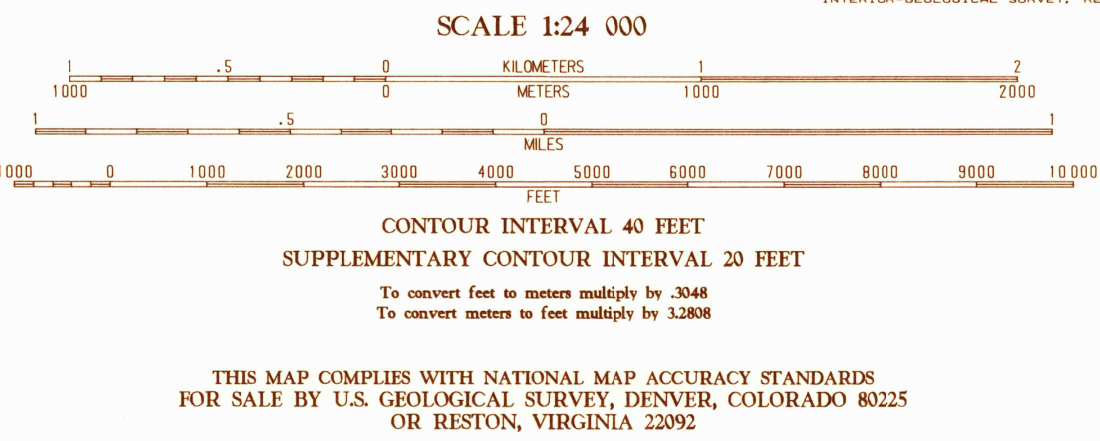 SCALE 1:24 000
1 .5 0 KILOMETERS 1 2
1000 0 METERS 1000 2000
1 .5 0 1
MILES
0 1000 2000 3000 4000 5000 6000 7000 8000 9000 10 000
FEET
CONTOUR INTERVAL 40 FEET
SUPPLEMENTARY CONTOUR INTERVAL 20 FEET
To convert feet to meters multiply by .3048
To convert meters to feet multiply by 3.2808
THIS MAP COMPLIES WITH NATIONAL MAP ACCURACY STANDARDS
FOR SALE BY U.S. GEOLOGICAL SURVEY, DENVER, COLORADO 80225
OR RESTON, VIRGINIA 22092